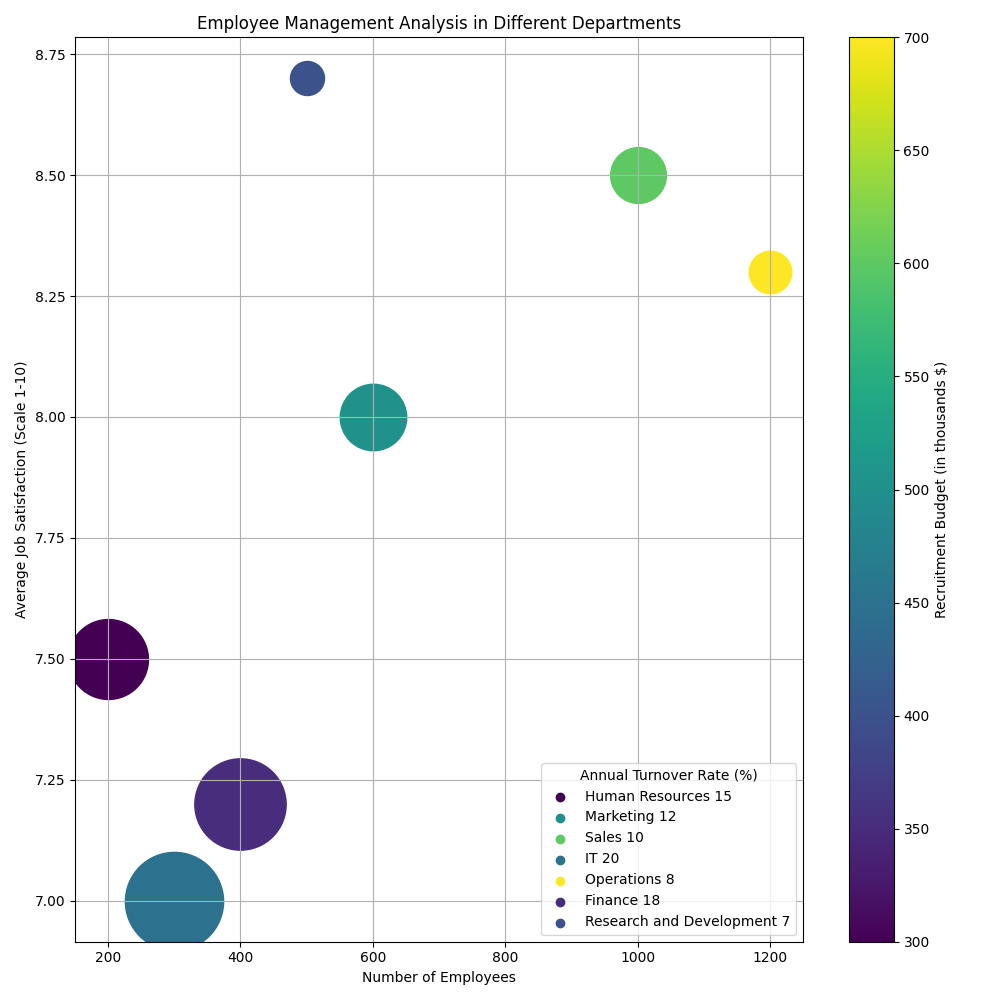 Employee Management Analysis in Different Departments
Average Job Satisfaction (Scale 1-10)
8.75
8.50
8.25
8.00
7.75
7.50
7.25
7.00
200
400
600
800
1000
1200
Number of Employees
Annual Turnover Rate (%)
Human Resources 15
Marketing 12
Sales 10
IT 20
Operations 8
Finance 18
Research and Development 7
700
650
600
550
500
450
400
350
300
Recruitment Budget (in thousands $)